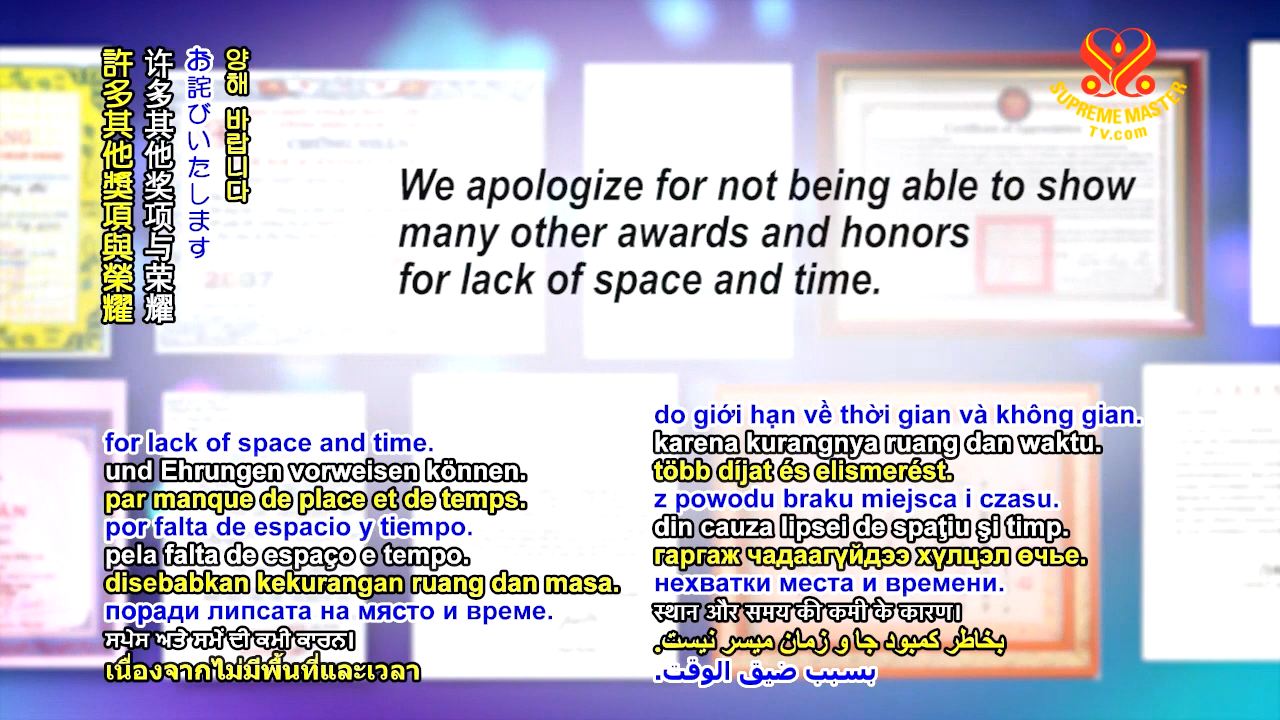 양해 바랍니다
お詫びいたします
许多其他奖项与荣耀
許多其他獎項與榮耀
SUPREME MASTER
TV.com
We apologize for not being able to show
many other awards and honors
for lack of space and time.
2007
for lack of space and time.
und Ehrungen vorweisen können.
par manque de place et de temps.
por falta de espacio y tiempo.
pela falta de espaço e tempo.
disebabkan kekurangan ruang dan masa.
поради липсата на място и време.
ਸਪੇਸ ਅਤੇ ਸਮੇਂ ਦੀ ਕਮੀ ਕਾਰਨ।
เนื่องจากไม่มีพื้นที่และเวลา
do giới hạn về thời gian và không gian.
karena kurangnya ruang dan waktu.
több díjat és elismerést.
z powodu braku miejsca i czasu.
din cauza lipsei de spaţiu şi timp.
гаргаж чадаагүйдээ хүлцэл өчье.
нехватки места и времени.
स्थान और समय की कमी के कारण।
بخاطر کمبود جا و زمان میسر نیست.
بسبب ضيق الوقت.